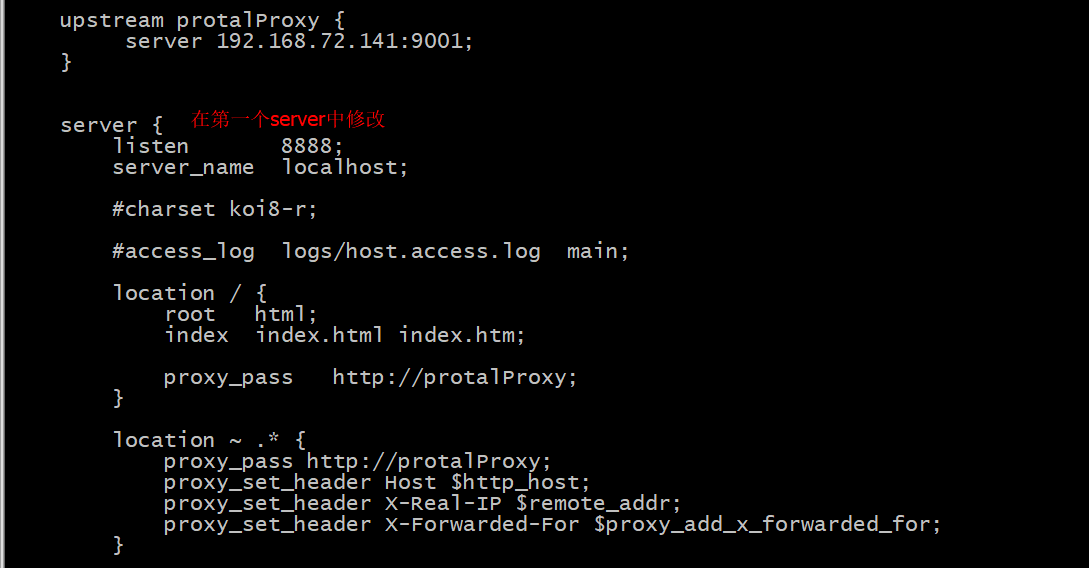 upstream protalProxy {
server 192.168.72.141:9001;
}
server {
在第一个server中修改
listen 8888;
server_name localhost;
#charset koi8-r;
#access_log logs/host.access.log main;
location / {
root html;
index index.html index.htm;
proxy_pass http://protalProxy;
}
location ~ .* {
proxy_pass http://protalProxy;
proxy_set_header Host $http_host;
proxy_set_header X-Real-IP $remote_addr;
proxy_set_header X-Forwarded-For $proxy_add_x_forwarded_for;
}